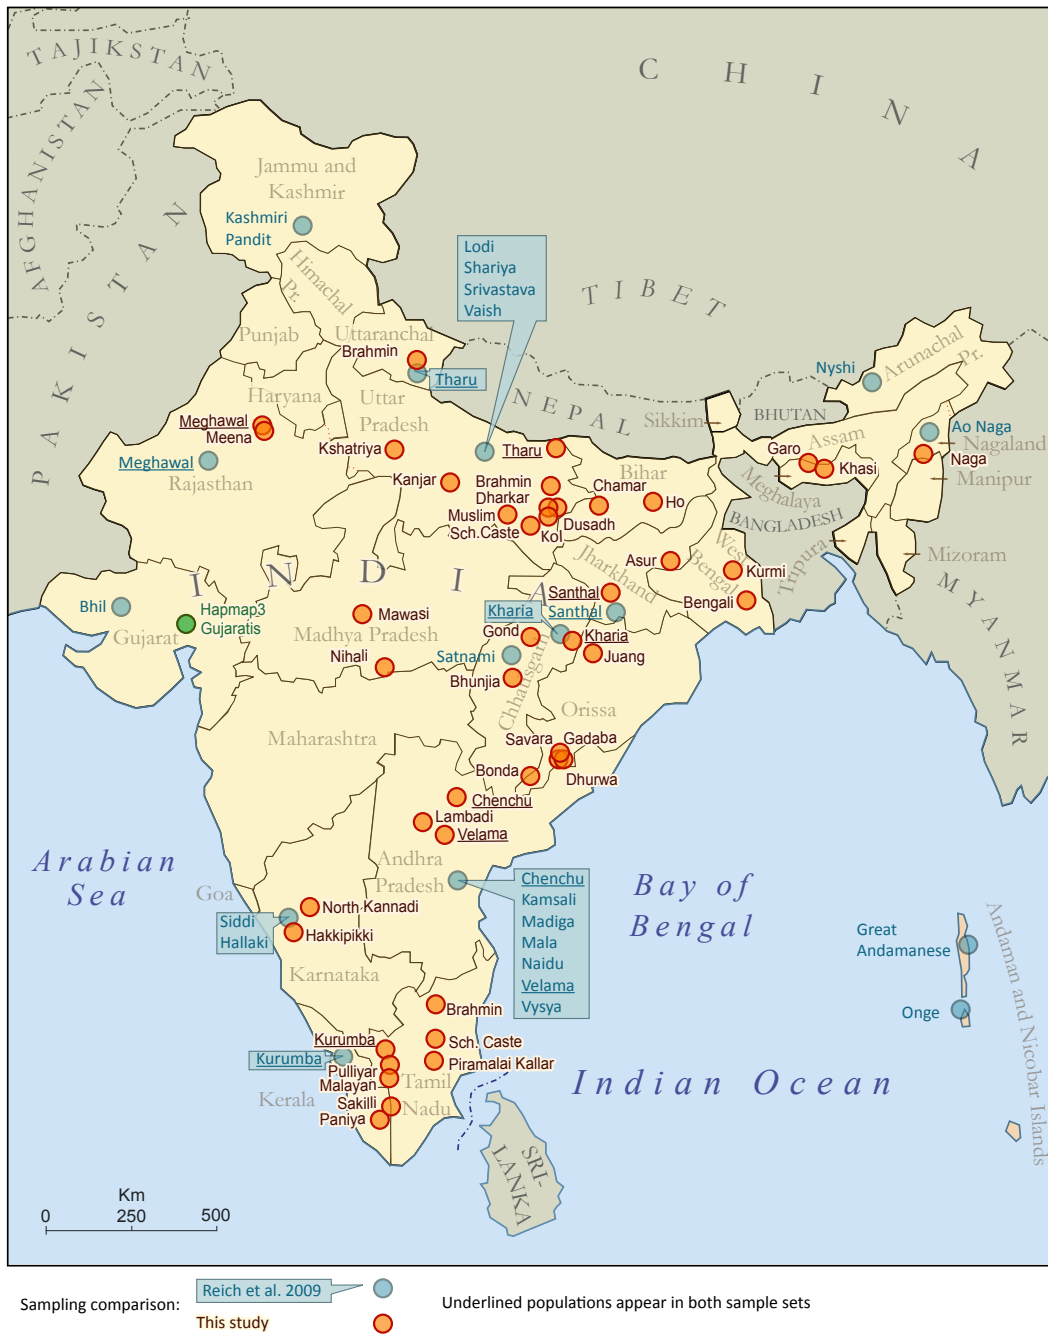 TAJIKSTAN
CHINA
AFGHANISTAN
PAKISTAN
Jammu and
Kashmir
Kashmiri
Pandit
Lodi
Shariya
Srivastava
Vaish
Himachal
Pr.
TIBET
Punjab
Uttaranchal
Brahmin
Tharu
Nyshi
Arunachal
Pr.
Haryana
Uttar
Pradesh
NEPAL
Sikkim
BHUTAN
Meghawal
Meena
Kshatriya
Tharu
Assam
Ao Naga
Nagaland
Meghawal
Rajasthan
Bihar
Garo
Khasi
Naga
Manipur
Kanjar
Brahmin
Dharkar
Chamar
Ho
Meghalaya
Muslim
Dusadh
BANGLADESH
Sch.Caste
Kol
West
Bengal
Tripura
Mizoram
Jharkhand
Asur
Kurmi
MYANMAR
INDIA
Santhal
Bengali
Bhil
Hapmap3
Gujaratis
Mawasi
Kharia
Santhal
Gujarat
Madhya Pradesh
Gond
Kharia
Nihali
Satnami
Juang
Bhunjia
Chhausgarh
Orissa
Maharashtra
Savara
Gadaba
Bonda
Dhurwa
Chenchu
Lambadi
Velama
Arabian
Sea
Andhra
Pradesh
Goa
Chenchu
Kamsali
Madiga
Mala
Naidu
Velama
Vysya
Bay of
Bengal
North Kannadi
Siddi
Hallaki
Hakkipikki
Great
Andamanese
Andaman and Nicobar Islands
Karnataka
Brahmin
Onge
Kurumba
Sch. Caste
Kurumba
Pulliyar
Piramalai Kallar
Malayan
Tamil
Nadu
Indian Ocean
Kerala
Sakilli
Paniya
SRI-
LANKA
Km
0 250 500
Sampling comparison:
Reich et al. 2009
This study
Underlined populations appear in both sample sets